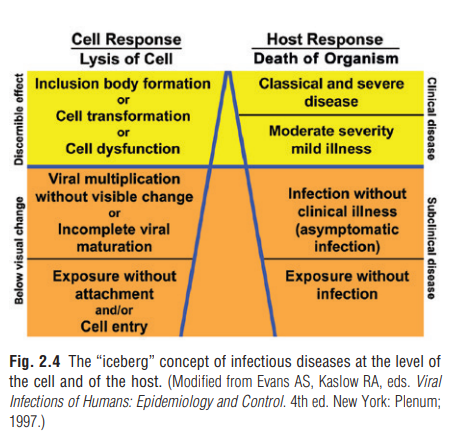 Cell Response
Lysis of Cell
Host Response
Death of Organism
Discernible effect
Inclusion body formation
or
Cell transformation
or
Cell dysfunction
Classical and severe
disease
Moderate severity
mild illness
Clinical disease
Below visual change
Viral multiplication
without visible change
or
Incomplete viral
maturation
Exposure without
attachment
and/or
Cell entry
Infection without
clinical illness
(asymptomatic
infection)
Exposure without
infection
Subclinical disease
Fig. 2.4 The “iceberg” concept of infectious diseases at the level of
the cell and of the host. (Modified from Evans AS, Kaslow RA, eds. Viral
Infections of Humans: Epidemiology and Control. 4th ed. New York: Plenum;
1997.)